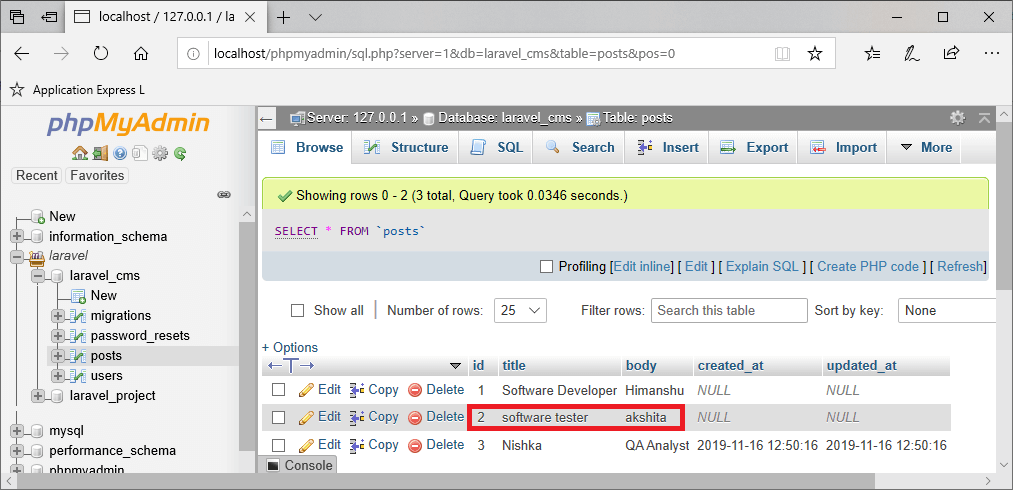 localhost / 127.0.0.1 / la
localhost/phpmyadmin/sql.php?server=1&db=laravel_cms&table=posts&pos=0
Application Express L
phpMyAdmin
Recent Favorites
New
information_schema
laravel
laravel_cms
New
migrations
password_resets
posts
users
laravel_project
mysql
performance_schema
phpmyadmin
Server: 127.0.0.1 » Database: laravel_cms » Table: posts
Browse Structure SQL Search Insert Export Import More
Showing rows 0 - 2 (3 total, Query took 0.0346 seconds.)
SELECT * FROM `posts`
Profiling [Edit inline] [ Edit ] [ Explain SQL ] [ Create PHP code ] [ Refresh]
Show all | Number of rows: 25 Filter rows: Search this table Sort by key: None
+ Options
←T→ id title body created_at updated_at
Edit Copy Delete 1 Software Developer Himanshu NULL NULL
Edit Copy Delete 2 software tester akshita NULL NULL
Edit Copy Delete 3 Nishka QA Analyst 2019-11-16 12:50:16 2019-11-16 12:50:16
Console